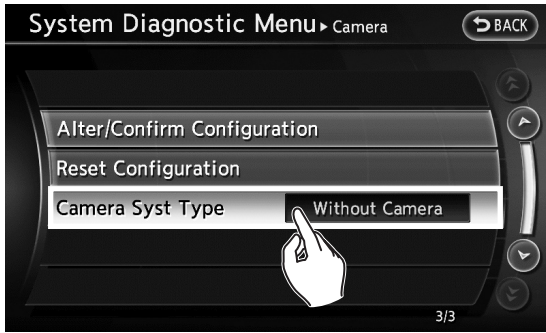 System Diagnostic Menu ▸ Camera
BACK
Alter/Confirm Configuration
Reset Configuration
Camera Syst Type Without Camera
3/3